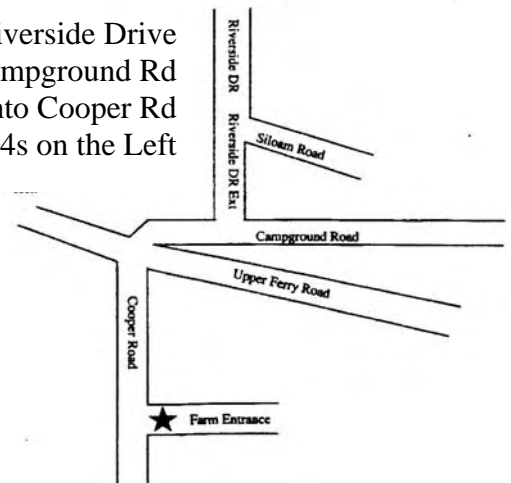 iverside Drive
mpground Rd
nto Cooper Rd
4s on the Left
Riverside DR
Riverside DR Ext
Siloam Road
Campground Road
Upper Ferry Road
Cooper Road
Farm Entrance